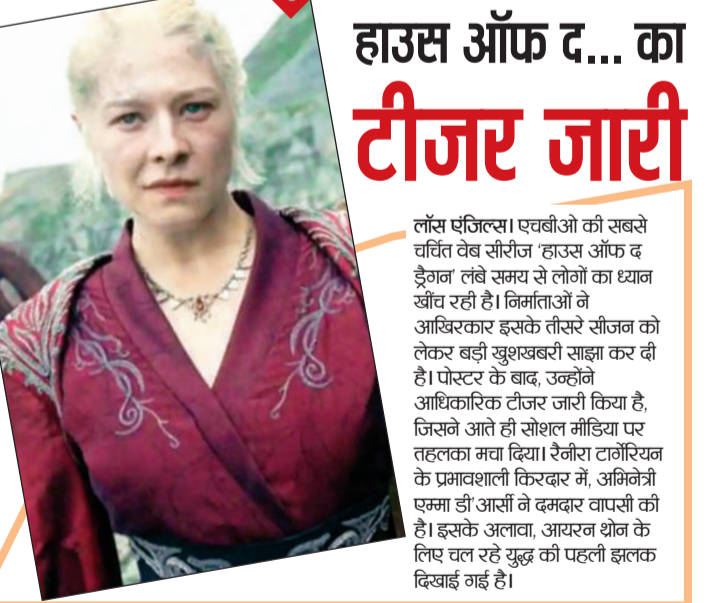 हाउस ऑफ द... का
टीजर जारी
लॉस एंजिल्स। एचबीओ की सबसे
चर्चित वेब सीरीज ‘हाउस ऑफ द
ड्रैगन’ लंबे समय से लोगों का ध्यान
खींच रही है। निर्माताओं ने
आखिरकार इसके तीसरे सीजन को
लेकर बड़ी खुशखबरी साझा कर दी
है। पोस्टर के बाद, उन्होंने
आधिकारिक टीजर जारी किया है,
जिसने आते ही सोशल मीडिया पर
तहलका मचा दिया। रैनीरा टार्गेरियन
के प्रभावशाली किरदार में, अभिनेत्री
एम्मा डी'आर्सी ने दमदार वापसी की
है। इसके अलावा, आयरन थ्रोन के
लिए चल रहे युद्ध की पहली झलक
दिखाई गई है।